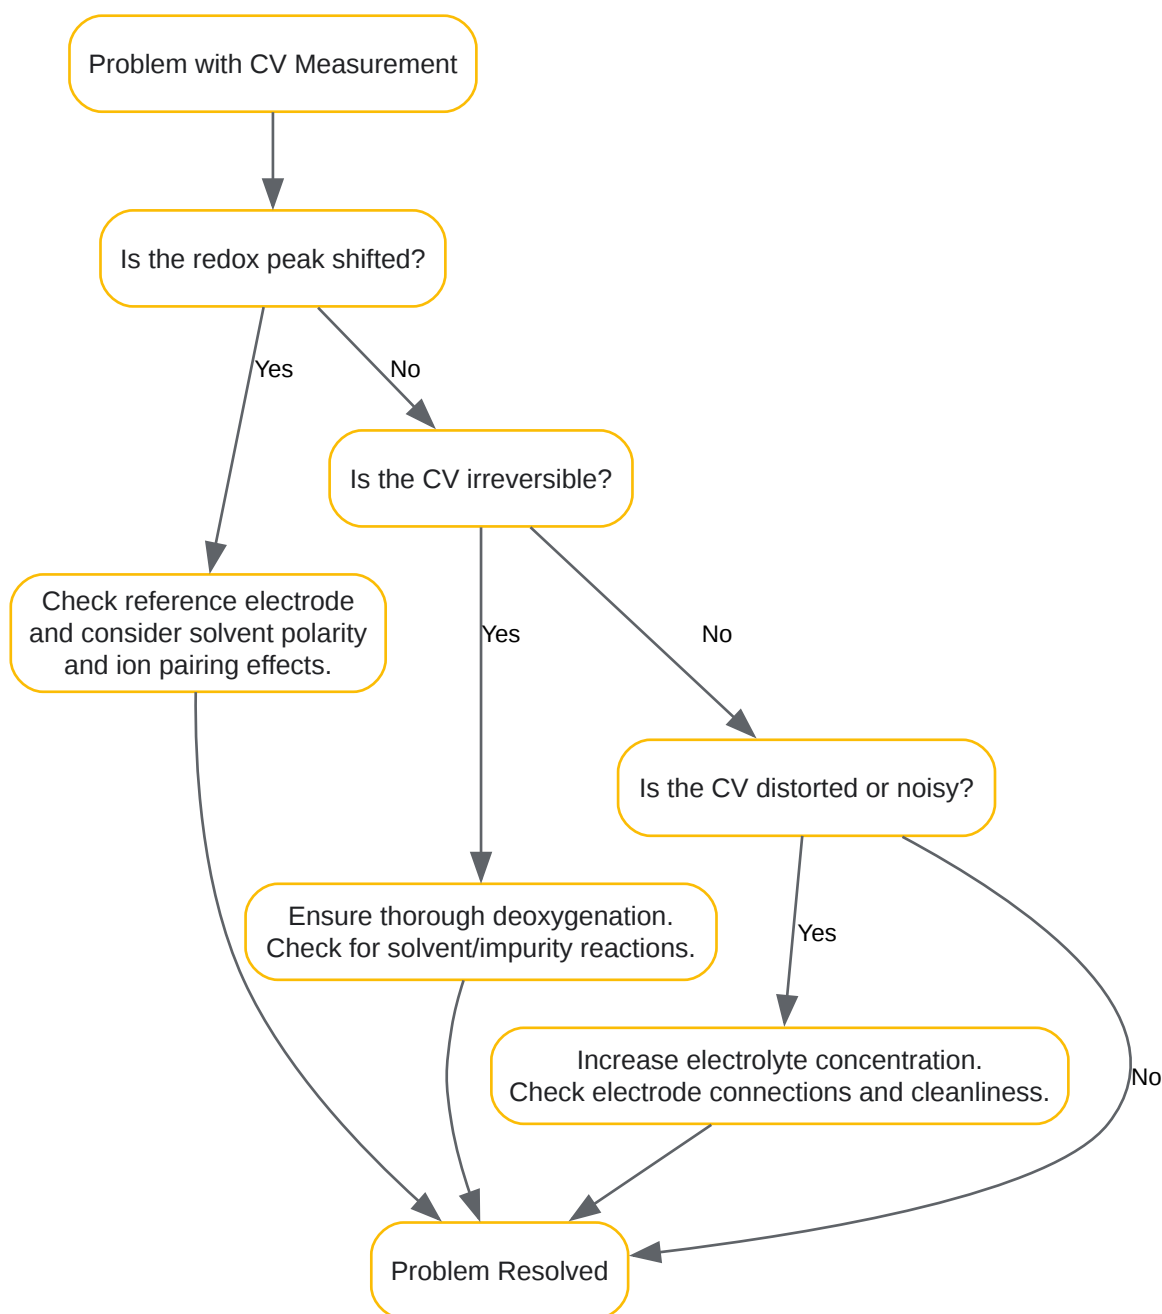 Problem with CV Measurement
Is the redox peak shifted?
Yes
No
Is the CV irreversible?
Check reference electrode
and consider solvent polarity
and ion pairing effects.
Yes
No
Is the CV distorted or noisy?
Ensure thorough deoxygenation.
Check for solvent/impurity reactions.
Yes
Increase electrolyte concentration.
Check electrode connections and cleanliness.
No
Problem Resolved